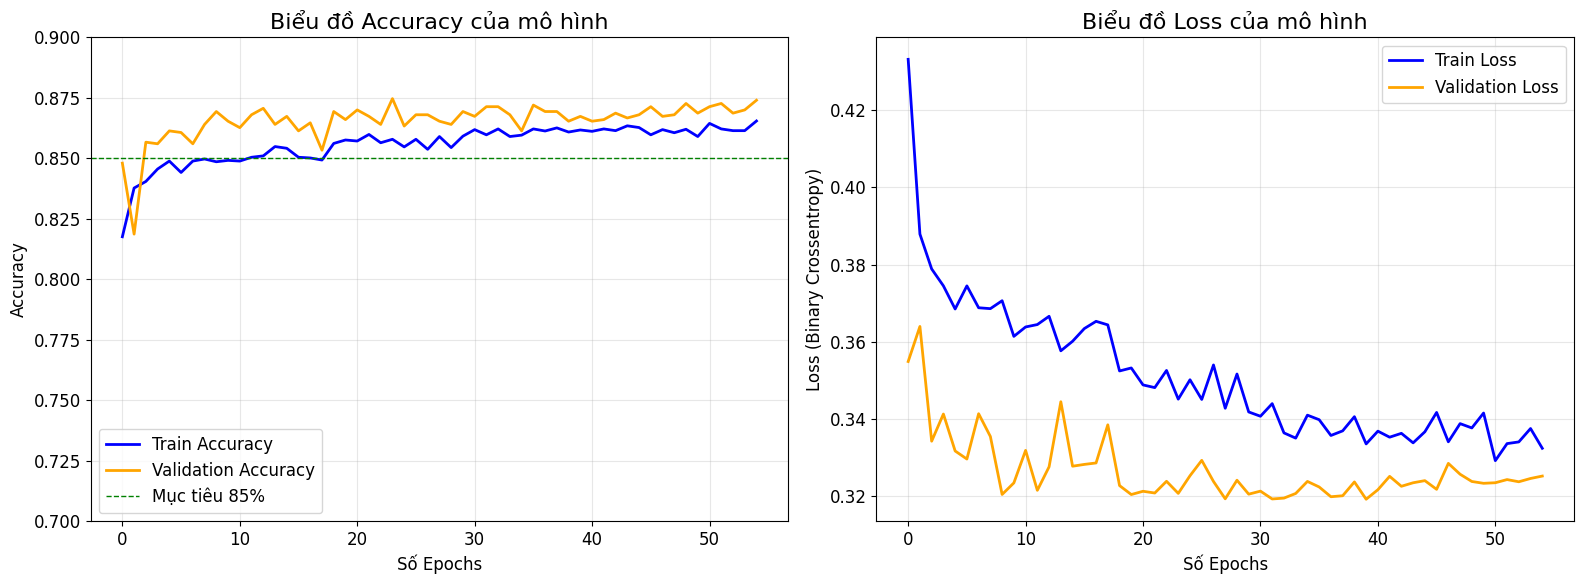 Biểu đồ Accuracy của mô hình
0.900
0.875
0.850
0.825
0.800
0.775
0.750
0.725
0.700
Accuracy
Train Accuracy
Validation Accuracy
Mục tiêu 85%
0 10 20 30 40 50
Số Epochs
Biểu đồ Loss của mô hình
Train Loss
Validation Loss
0.42
0.40
0.38
0.36
0.34
0.32
Loss (Binary Crossentropy)
0 10 20 30 40 50
Số Epochs